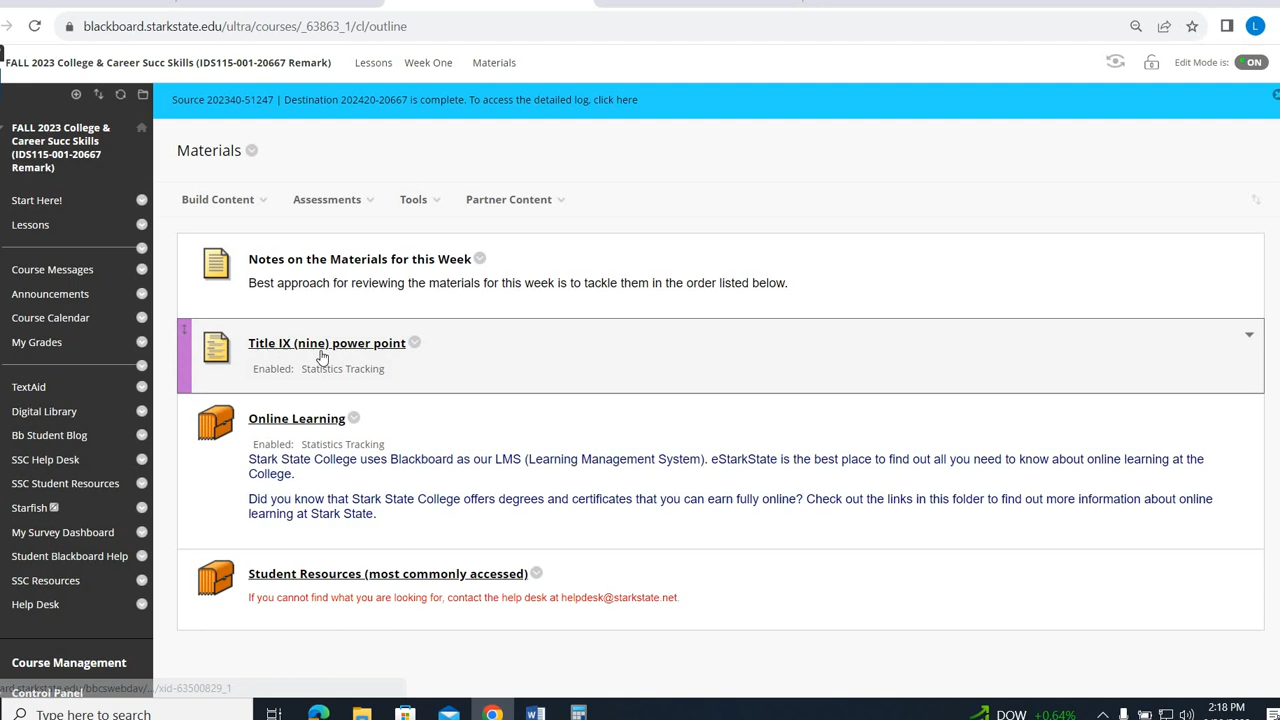 blackboard.starkstate.edu/ultra/courses/_63863_1/cl/outline
L
FALL 2023 College & Career Succ Skills (IDS115-001-20667 Remark)
Lessons
Week One
Materials
Edit Mode is:
ON
Source 202340-51247 | Destination 202420-20667 is complete. To access the detailed log, click here
FALL 2023 College &
Career Succ Skills
(IDS115-001-20667
Remark)
Start Here!
Lessons
Course Messages
Announcements
Course Calendar
My Grades
TextAid
Digital Library
Bb Student Blog
SSC Help Desk
SSC Student Resources
Starfish
My Survey Dashboard
Student Blackboard Help
SSC Resources
Help Desk
Course Management
Control Panel
Materials
Build Content
Assessments
Tools
Partner Content
Notes on the Materials for this Week
Best approach for reviewing the materials for this week is to tackle them in the order listed below.
Title IX (nine) power point
Enabled: Statistics Tracking
Online Learning
Enabled: Statistics Tracking
Stark State College uses Blackboard as our LMS (Learning Management System). eStarkState is the best place to find out all you need to know about online learning at the
College.
Did you know that Stark State College offers degrees and certificates that you can earn fully online? Check out the links in this folder to find out more information about online
learning at Stark State.
Student Resources (most commonly accessed)
If you cannot find what you are looking for, contact the help desk at helpdesk@starkstate.net.
ard.starkstate.edu/bbcswebdav/.../xid-63500829_1
Type here to search
DOW +0.64%
2:18 PM